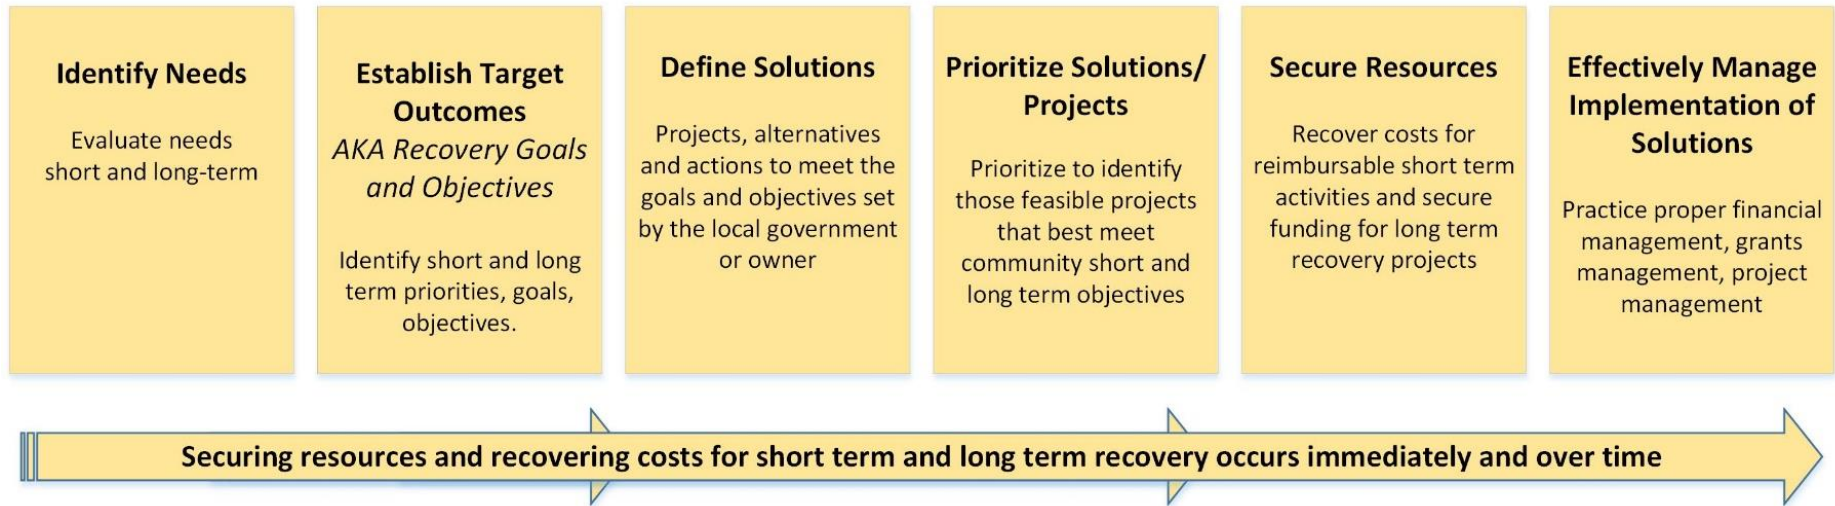 Identify Needs
Evaluate needs
short and long-term
Establish Target
Outcomes
AKA Recovery Goals
and Objectives
Identify short and long
term priorities, goals,
objectives.
Define Solutions
Projects, alternatives
and actions to meet the
goals and objectives set
by the local government
or owner
Prioritize Solutions/
Projects
Prioritize to identify
those feasible projects
that best meet
community short and
long term objectives
Secure Resources
Recover costs for
reimbursable short term
activities and secure
funding for long term
recovery projects
Effectively Manage
Implementation of
Solutions
Practice proper financial
management, grants
management, project
management
Securing resources and recovering costs for short term and long term recovery occurs immediately and over time